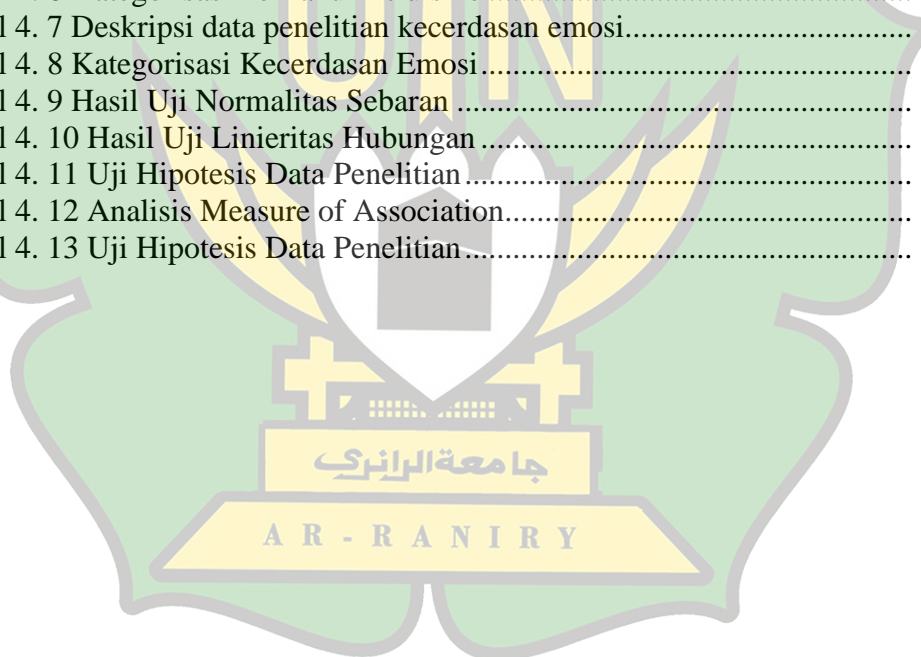 l 4. 7 Deskripsi data penelitian kecerdasan emosi....................................
l 4. 8 Kategorisasi Kecerdasan Emosi......................................................
l 4. 9 Hasil Uji Normalitas Sebaran .........................................................
l 4. 10 Hasil Uji Linieritas Hubungan ......................................................
l 4. 11 Uji Hipotesis Data Penelitian........................................................
l 4. 12 Analisis Measure of Association...................................................
l 4. 13 Uji Hipotesis Data Penelitian........................................................
UIN
جامعة الرانري
AR-RANIRY